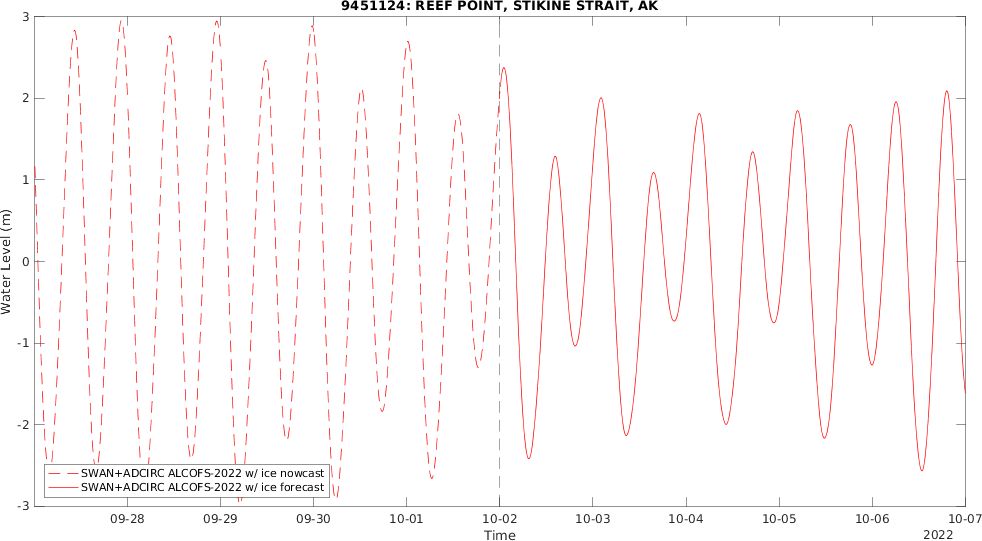 9451124: REEF POINT, STIKINE STRAIT, AK
3
2
1
0
-1
-2
-3
Water Level (m)
SWAN+ADCIRC ALCOFS-2022 w/ ice nowcast
SWAN+ADCIRC ALCOFS-2022 w/ ice forecast
09-28 09-29 09-30 10-01 10-02 10-03 10-04 10-05 10-06 10-07
Time
2022